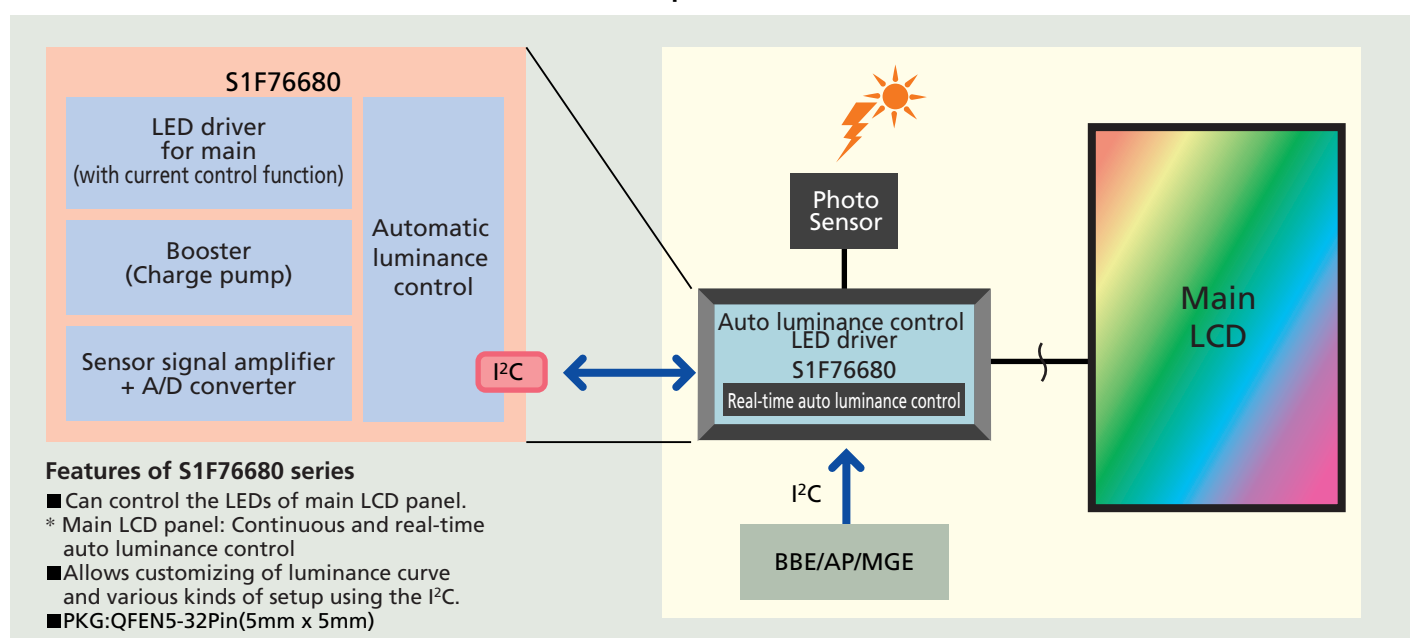 S1F76680
LED driver
for main
(with current control function)
Booster
(Charge pump)
Sensor signal amplifier
+ A/D converter
Automatic
luminance
control
I²C
Photo
Sensor
Auto luminance control
LED driver
S1F76680
Real-time auto luminance control
I²C
BBE/AP/MGE
Main
LCD
Features of S1F76680 series
■Can control the LEDs of main LCD panel.
* Main LCD panel: Continuous and real-time
auto luminance control
■Allows customizing of luminance curve
and various kinds of setup using the I²C.
■PKG:QFEN5-32Pin(5mm x 5mm)